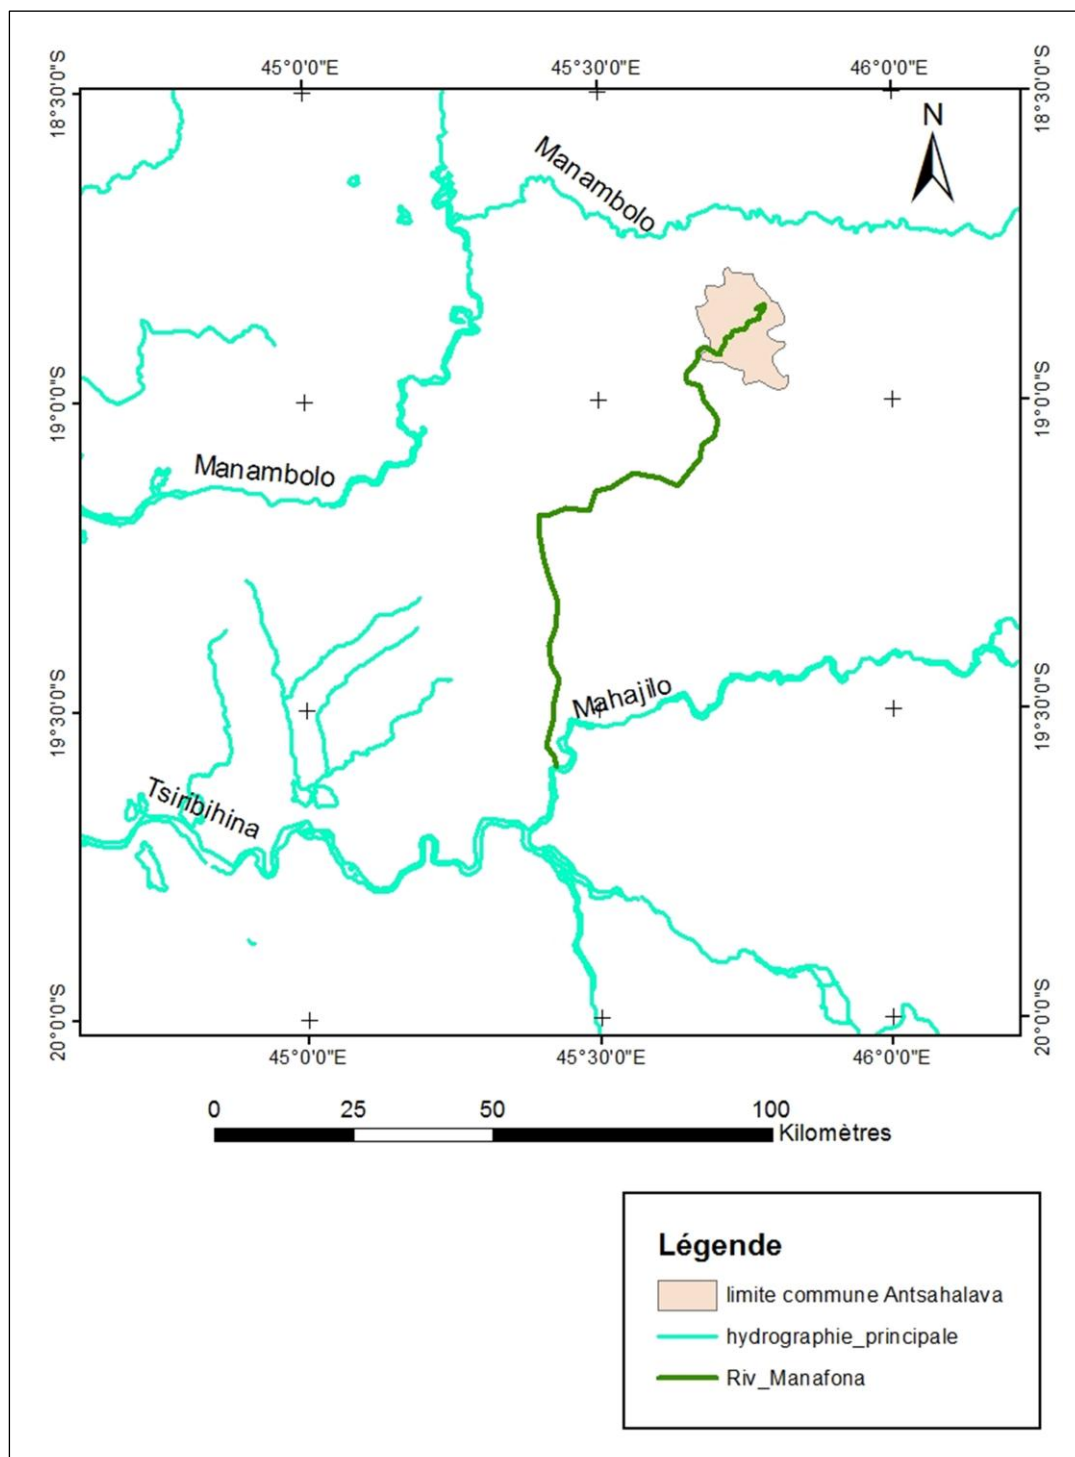 45°0'0"E 45°30'0"E 46°0'0"E
18°30'0"S 18°30'0"S
N
Manambolo
19°0'0"S 19°0'0"S
Manambolo
Mahajilo
19°30'0"S 19°30'0"S
Tsiribihina
20°0'0"S 20°0'0"S
45°0'0"E 45°30'0"E 46°0'0"E
0 25 50 100
Kilomètres
Légende
limite commune Antsahalava
hydrographie_principale
Riv_Manafona